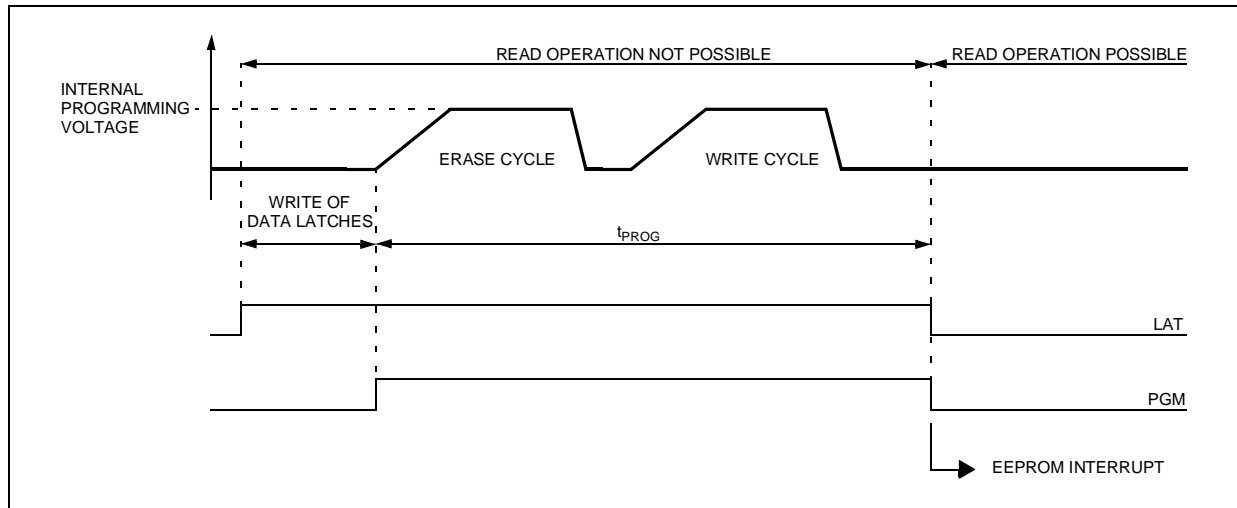 READ OPERATION NOT POSSIBLE
READ OPERATION POSSIBLE
INTERNAL
PROGRAMMING
VOLTAGE
ERASE CYCLE
WRITE CYCLE
WRITE OF
DATA LATCHES
tPROG
LAT
PGM
EEPROM INTERRUPT